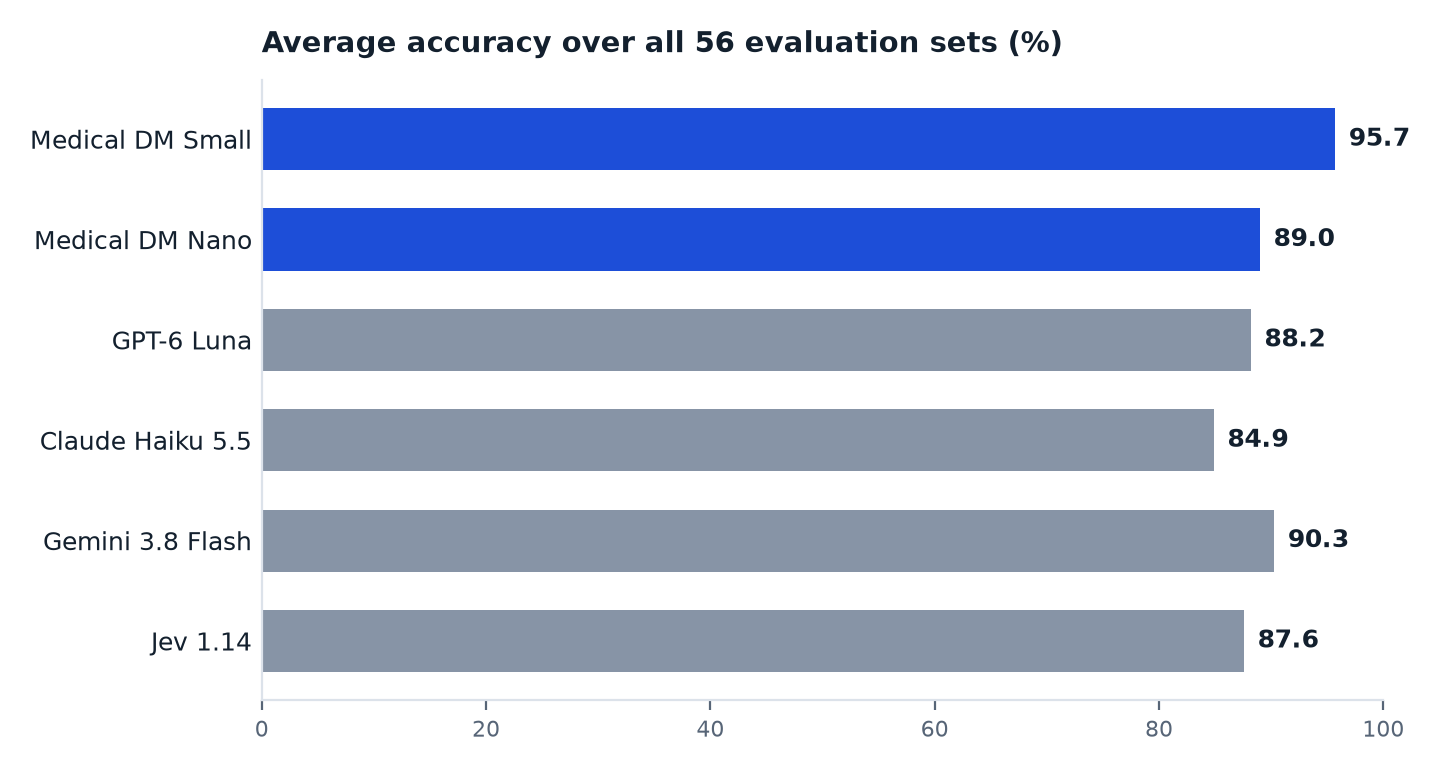 Average accuracy over all 56 evaluation sets (%)
Medical DM Small 95.7
Medical DM Nano 89.0
GPT-6 Luna 88.2
Claude Haiku 5.5 84.9
Gemini 3.8 Flash 90.3
Jev 1.14 87.6
0 20 40 60 80 100